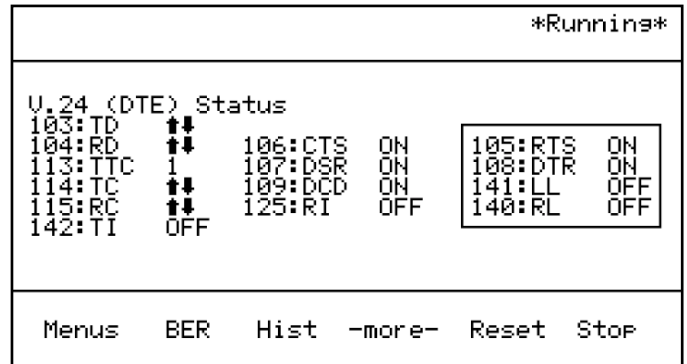 *Running*
V.24 (DTE) Status
103:TD ⬆⬇
104:RD ⬆⬇ 106:CTS ON 105:RTS ON
113:TTC 1 107:DSR ON 108:DTR ON
114:TC ⬆⬇ 109:DCD ON 141:LL OFF
115:RC ⬆⬇ 125:RI OFF 140:RL OFF
142:TI OFF
Menus BER Hist -more- Reset Stop